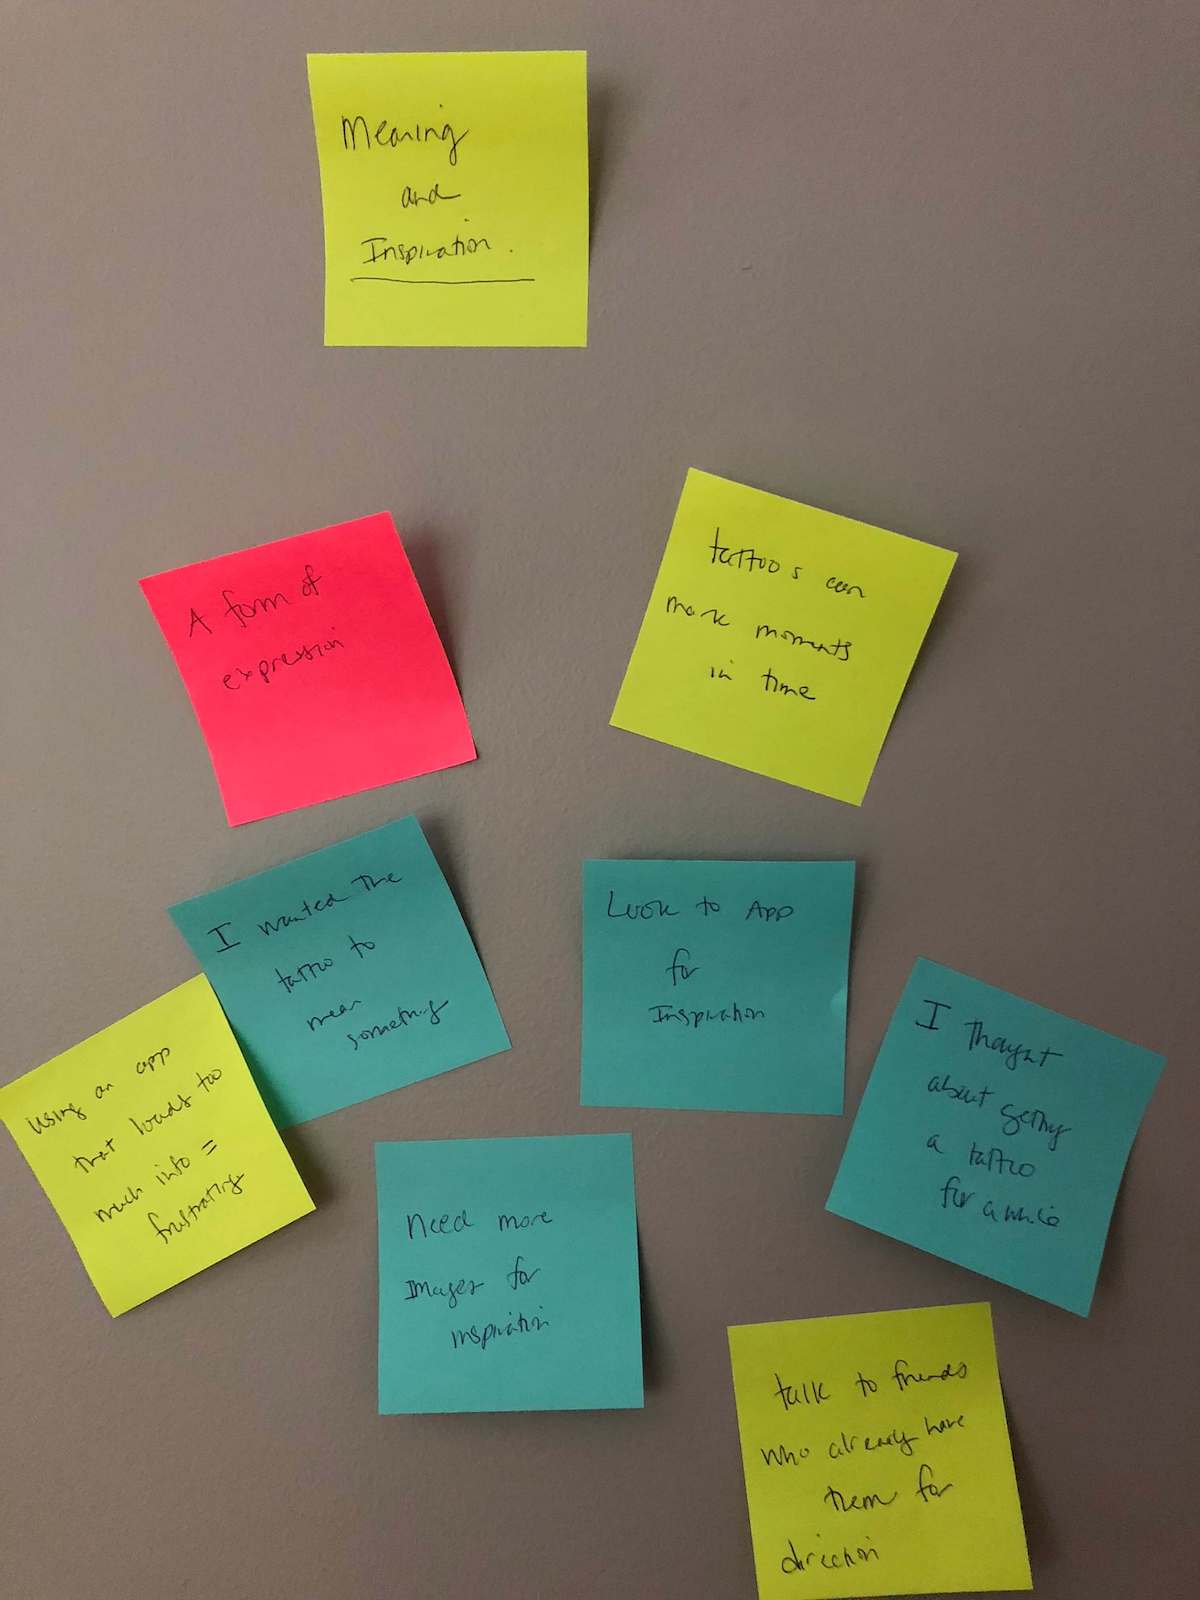 Meaning
and
Inspiration.
A form of
expression
tattoos can
mark moments
in time
I wanted the
tattoo to
mean
something
Look to App
for
Inspiration
Using an app
that loads too
much info =
frustrating
I thought
about getting
a tattoo
for a while
Need more
Images for
inspiration
talk to friends
who already have
them for
direction